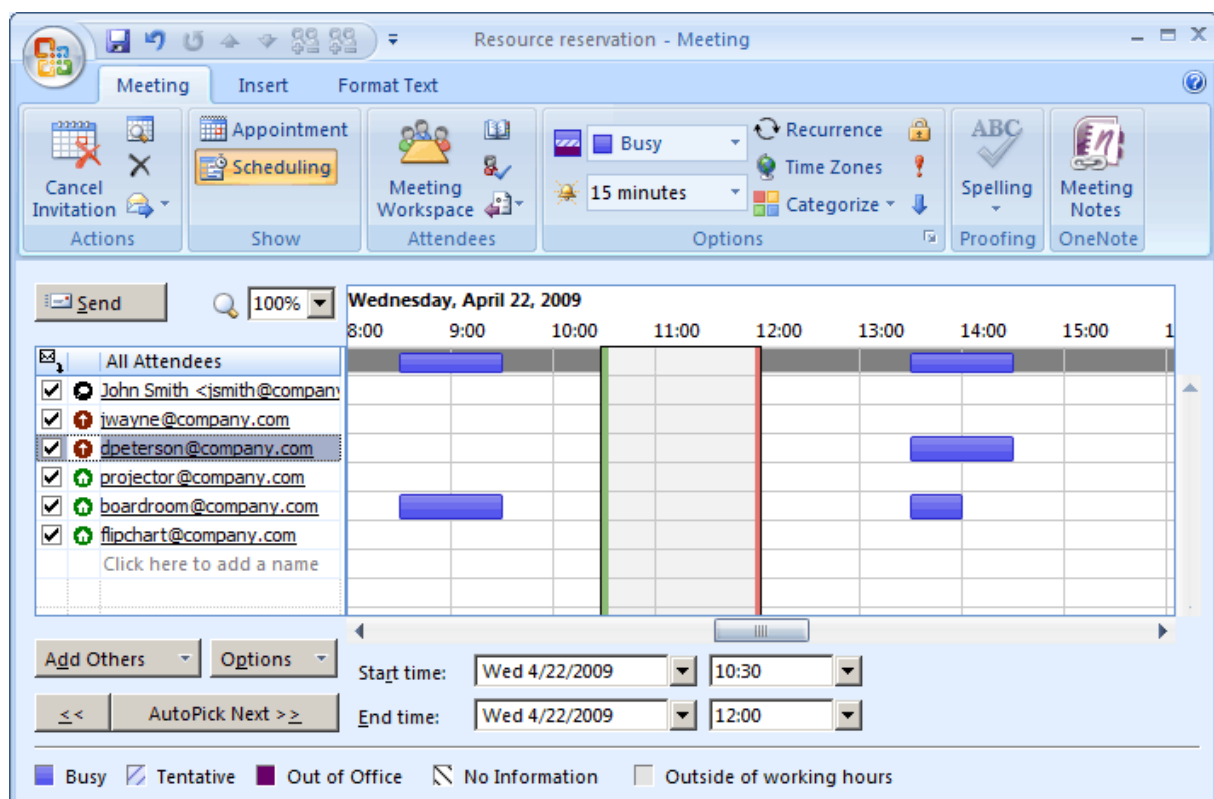 Resource reservation - Meeting
Meeting Insert Format Text
Cancel Invitation
Actions
Appointment
Scheduling
Show
Meeting Workspace
Attendees
Busy
15 minutes
Recurrence
Time Zones
Categorize
Options
ABC
Spelling
Proofing
Meeting Notes
OneNote
Send
100%
Wednesday, April 22, 2009
8:00 9:00 10:00 11:00 12:00 13:00 14:00 15:00 1
All Attendees
John Smith <jsmith@company
jwayne@company.com
dpeterson@company.com
projector@company.com
boardroom@company.com
flipchart@company.com
Click here to add a name
Add Others Options
<< AutoPick Next >>
Start time: Wed 4/22/2009 10:30
End time: Wed 4/22/2009 12:00
Busy Tentative Out of Office No Information Outside of working hours